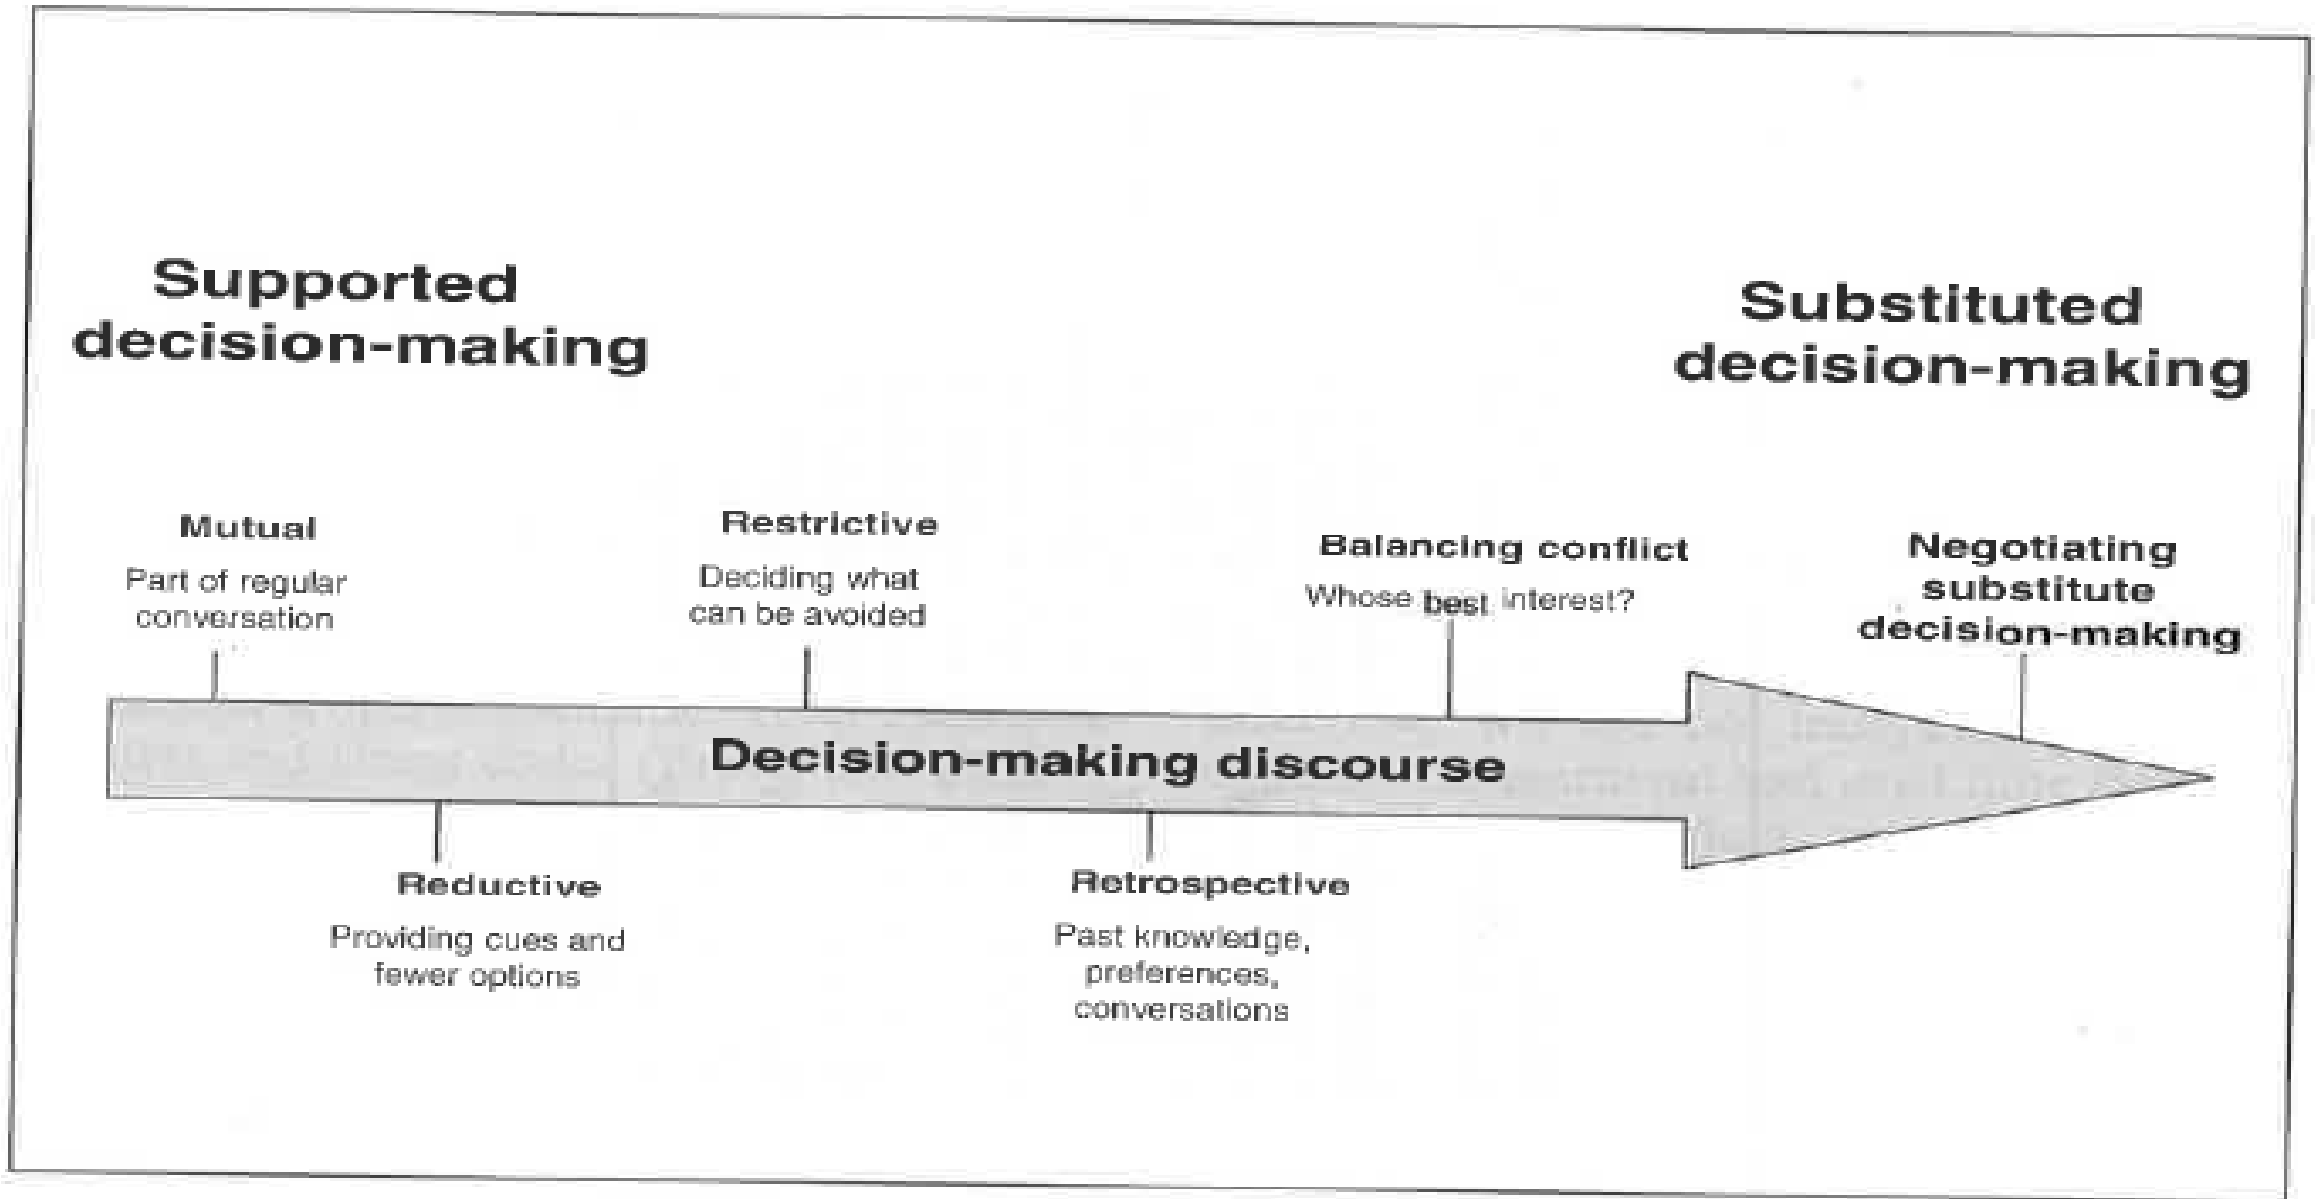 Supported
decision-making
Substituted
decision-making
Mutual
Part of regular
conversation
Restrictive
Deciding what
can be avoided
Balancing conflict
Whose best interest?
Negotiating
substitute
decision-making
Decision-making discourse
Reductive
Providing cues and
fewer options
Retrospective
Past knowledge,
preferences,
conversations